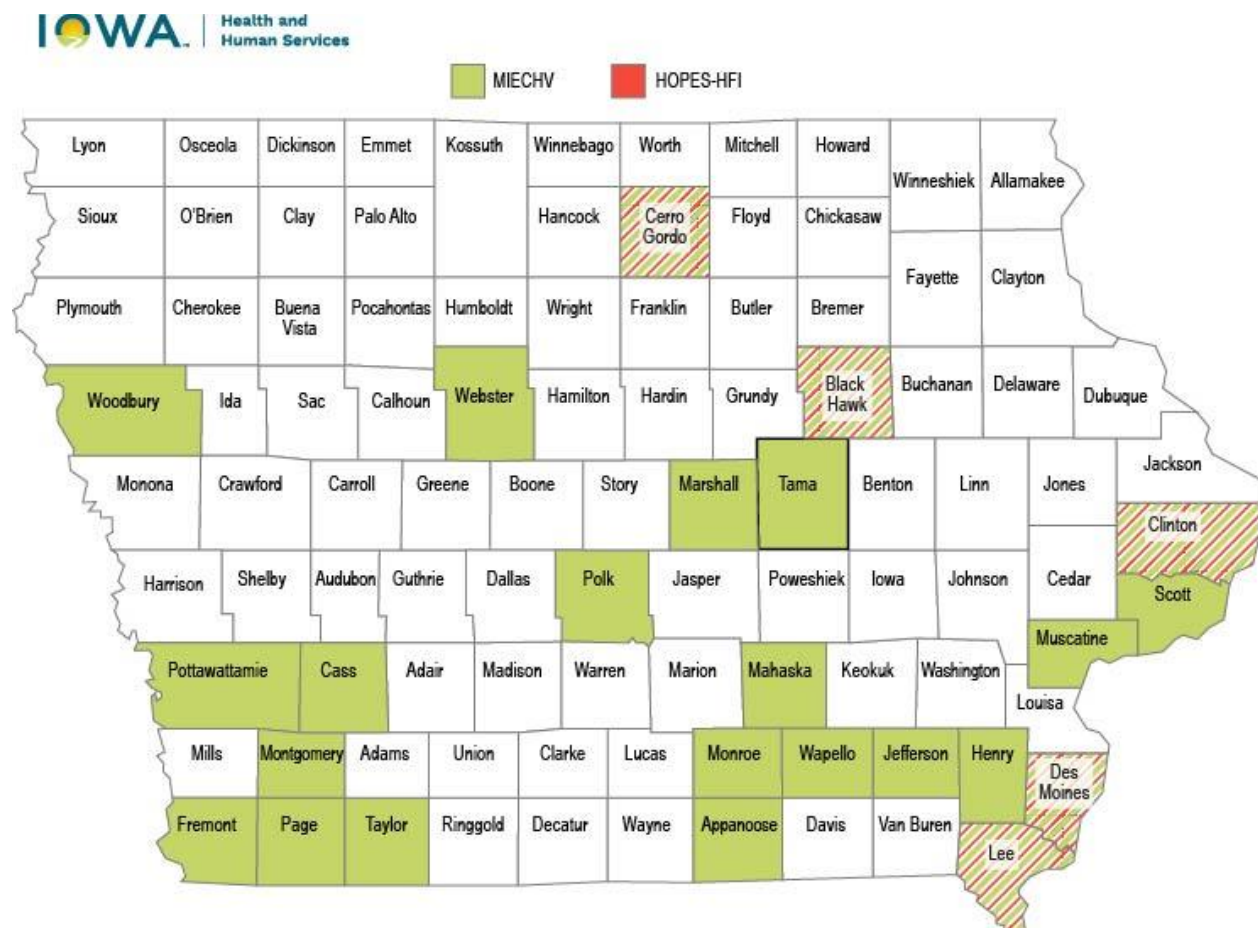 IOWA
Health and
Human Services
MIECHV
HOPES-HFI
Lyon
Osceola
Dickinson
Emmet
Kossuth
Winnebago
Worth
Mitchell
Howard
Winneshiek
Allamakee
Sioux
O'Brien
Clay
Palo Alto
Hancock
Cerro
Gordo
Floyd
Chickasaw
Fayette
Clayton
Plymouth
Cherokee
Buena
Vista
Pocahontas
Humboldt
Wright
Franklin
Butler
Bremer
Woodbury
Ida
Sac
Calhoun
Webster
Hamilton
Hardin
Grundy
Black
Hawk
Buchanan
Delaware
Dubuque
Monona
Crawford
Carroll
Greene
Boone
Story
Marshall
Tama
Benton
Linn
Jones
Jackson
Clinton
Harrison
Shelby
Audubon
Guthrie
Dallas
Polk
Jasper
Poweshiek
Iowa
Johnson
Cedar
Scott
Muscatine
Pottawattamie
Cass
Adair
Madison
Warren
Marion
Mahaska
Keokuk
Washington
Louisa
Mills
Montgomery
Adams
Union
Clarke
Lucas
Monroe
Wapello
Jefferson
Henry
Des
Moines
Fremont
Page
Taylor
Ringgold
Decatur
Wayne
Appanoose
Davis
Van Buren
Lee